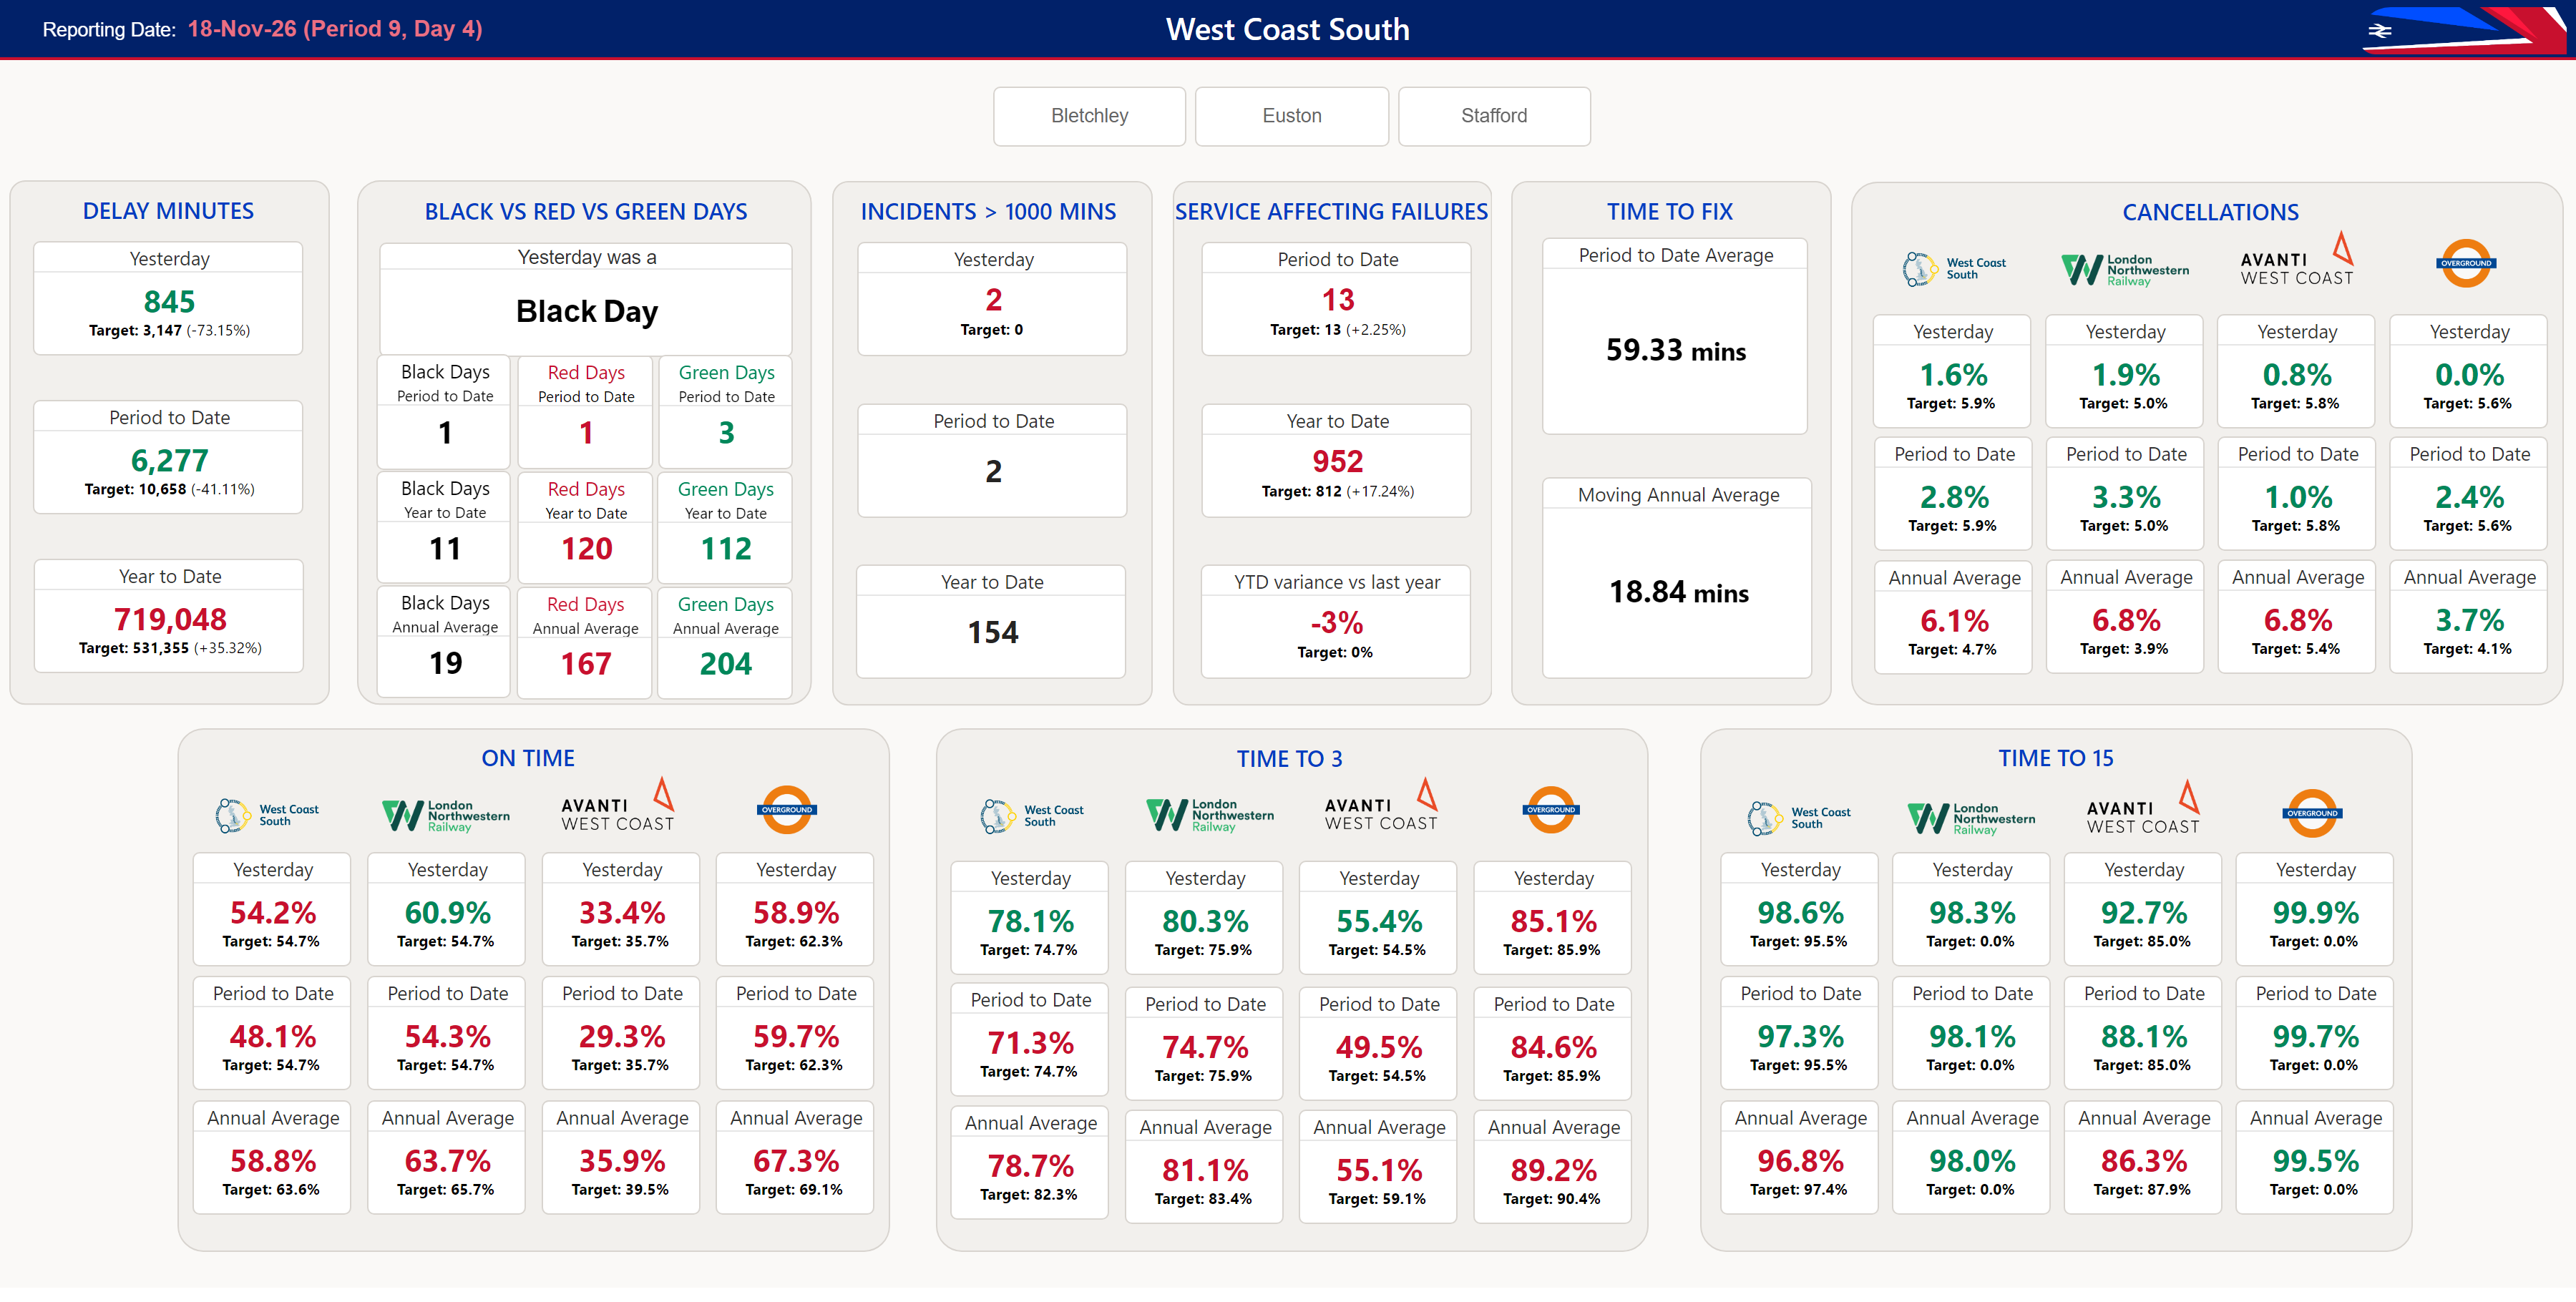 Reporting Date: 18-Nov-26 (Period 9, Day 4)
West Coast South
Bletchley
Euston
Stafford
DELAY MINUTES
Yesterday
845
Target: 3,147 (-73.15%)
Period to Date
6,277
Target: 10,658 (-41.11%)
Year to Date
719,048
Target: 531,355 (+35.32%)
BLACK VS RED VS GREEN DAYS
Yesterday was a
Black Day
Black Days
Period to Date
1
Red Days
Period to Date
1
Green Days
Period to Date
3
Black Days
Year to Date
11
Red Days
Year to Date
120
Green Days
Year to Date
112
Black Days
Annual Average
19
Red Days
Annual Average
167
Green Days
Annual Average
204
INCIDENTS > 1000 MINS
Yesterday
2
Target: 0
Period to Date
2
Year to Date
154
SERVICE AFFECTING FAILURES
Period to Date
13
Target: 13 (+2.25%)
Year to Date
952
Target: 812 (+17.24%)
YTD variance vs last year
-3%
Target: 0%
TIME TO FIX
Period to Date Average
59.33 mins
Moving Annual Average
18.84 mins
CANCELLATIONS
West Coast
South
London
Northwestern
Railway
AVANTI
WEST COAST
OVERGROUND
Yesterday
1.6%
Target: 5.9%
Yesterday
1.9%
Target: 5.0%
Yesterday
0.8%
Target: 5.8%
Yesterday
0.0%
Target: 5.6%
Period to Date
2.8%
Target: 5.9%
Period to Date
3.3%
Target: 5.0%
Period to Date
1.0%
Target: 5.8%
Period to Date
2.4%
Target: 5.6%
Annual Average
6.1%
Target: 4.7%
Annual Average
6.8%
Target: 3.9%
Annual Average
6.8%
Target: 5.4%
Annual Average
3.7%
Target: 4.1%
ON TIME
West Coast
South
London
Northwestern
Railway
AVANTI
WEST COAST
OVERGROUND
Yesterday
54.2%
Target: 54.7%
Yesterday
60.9%
Target: 54.7%
Yesterday
33.4%
Target: 35.7%
Yesterday
58.9%
Target: 62.3%
Period to Date
48.1%
Target: 54.7%
Period to Date
54.3%
Target: 54.7%
Period to Date
29.3%
Target: 35.7%
Period to Date
59.7%
Target: 62.3%
Annual Average
58.8%
Target: 63.6%
Annual Average
63.7%
Target: 65.7%
Annual Average
35.9%
Target: 39.5%
Annual Average
67.3%
Target: 69.1%
TIME TO 3
West Coast
South
London
Northwestern
Railway
AVANTI
WEST COAST
OVERGROUND
Yesterday
78.1%
Target: 74.7%
Yesterday
80.3%
Target: 75.9%
Yesterday
55.4%
Target: 54.5%
Yesterday
85.1%
Target: 85.9%
Period to Date
71.3%
Target: 74.7%
Period to Date
74.7%
Target: 75.9%
Period to Date
49.5%
Target: 54.5%
Period to Date
84.6%
Target: 85.9%
Annual Average
78.7%
Target: 82.3%
Annual Average
81.1%
Target: 83.4%
Annual Average
55.1%
Target: 59.1%
Annual Average
89.2%
Target: 90.4%
TIME TO 15
West Coast
South
London
Northwestern
Railway
AVANTI
WEST COAST
OVERGROUND
Yesterday
98.6%
Target: 95.5%
Yesterday
98.3%
Target: 0.0%
Yesterday
92.7%
Target: 85.0%
Yesterday
99.9%
Target: 0.0%
Period to Date
97.3%
Target: 95.5%
Period to Date
98.1%
Target: 0.0%
Period to Date
88.1%
Target: 85.0%
Period to Date
99.7%
Target: 0.0%
Annual Average
96.8%
Target: 97.4%
Annual Average
98.0%
Target: 0.0%
Annual Average
86.3%
Target: 87.9%
Annual Average
99.5%
Target: 0.0%